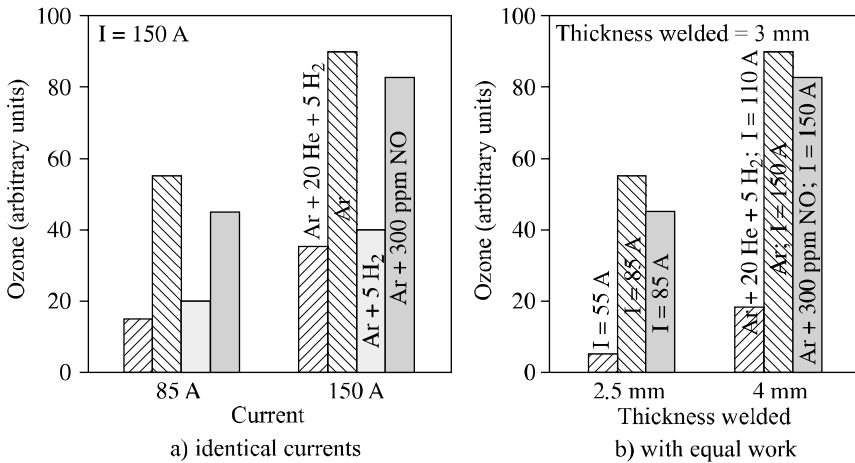 100
80
60
40
20
0
Ozone (arbitrary units)
I = 150 A
Ar + 20 He + 5 H2
Ar
Ar + 5 H2
Ar + 300 ppm NO
85 A
150 A
Current
a) identical currents
100
80
60
40
20
0
Ozone (arbitrary units)
Thickness welded = 3 mm
I = 55 A
I = 85 A
I = 85 A
Ar + 20 He + 5 H2; I = 110 A
Ar; I = 150 A
Ar + 300 ppm NO; I = 150 A
2.5 mm
4 mm
Thickness welded
b) with equal work